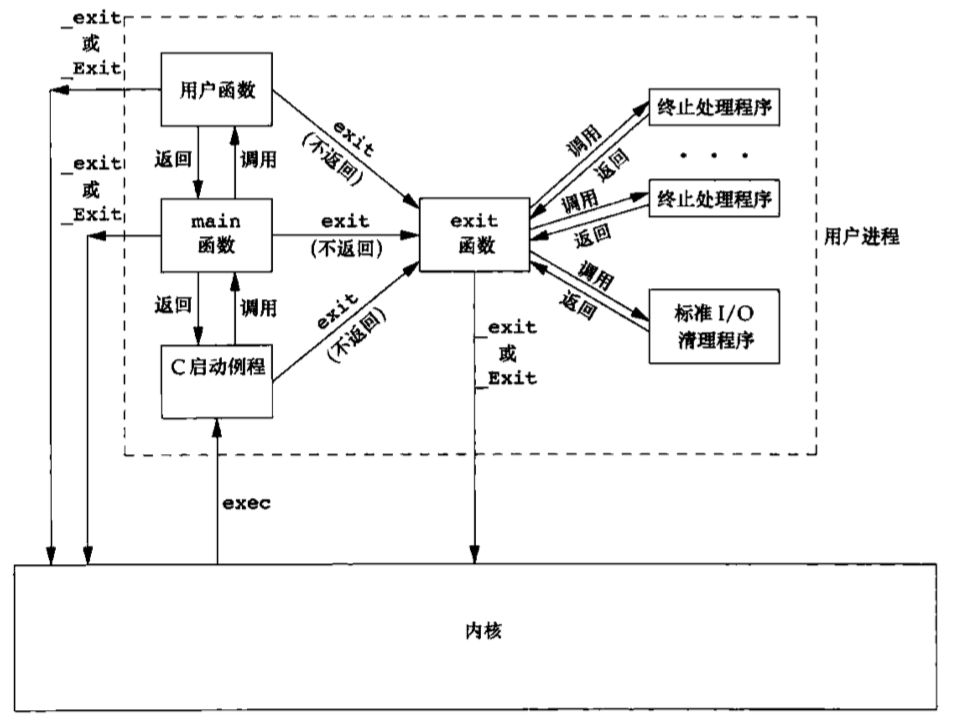 _exit
或
_Exit
用户函数
返回
调用
exit
(不返回)
_exit
或
_Exit
main
函数
exit
(不返回)
返回
调用
C启动例程
exit
(不返回)
exit
函数
调用
返回
终止处理程序
· · ·
调用
返回
终止处理程序
调用
返回
标准 I/O
清理程序
用户进程
_exit
或
_Exit
exec
内核